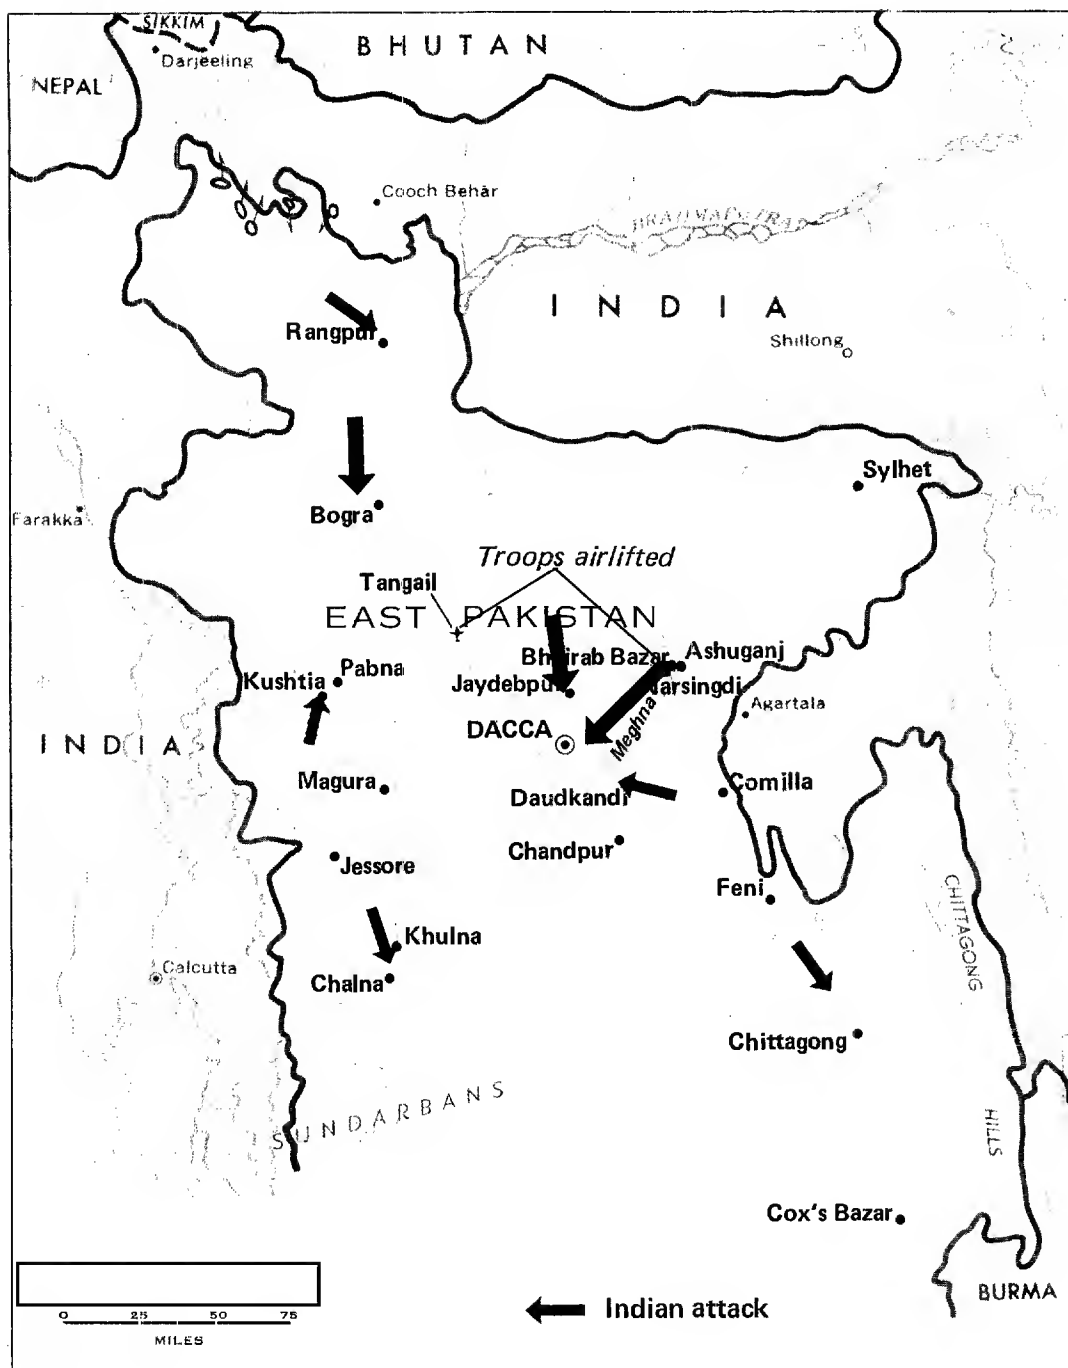 SIKKIM
BHUTAN
Darjeeling
NEPAL
Cooch Behār
BRAHMAPUTRA
INDIA
Rangpur
Shillong
Sylhet
Bogra
Farakka
Troops airlifted
Tangail
EAST PAKISTAN
Bhairab Bazar
Ashuganj
Kushtia
Pabna
Jaydebpur
Narsingdi
Agartala
DACCA
Meghna
INDIA
Magura
Daudkandi
Comilla
Chandpur
Jessore
Feni
CHITTAGONG
Khulna
Calcutta
Chalna
Chittagong
SUNDARBANS
HILLS
Cox's Bazar
BURMA
0 25 50 75
MILES
Indian attack